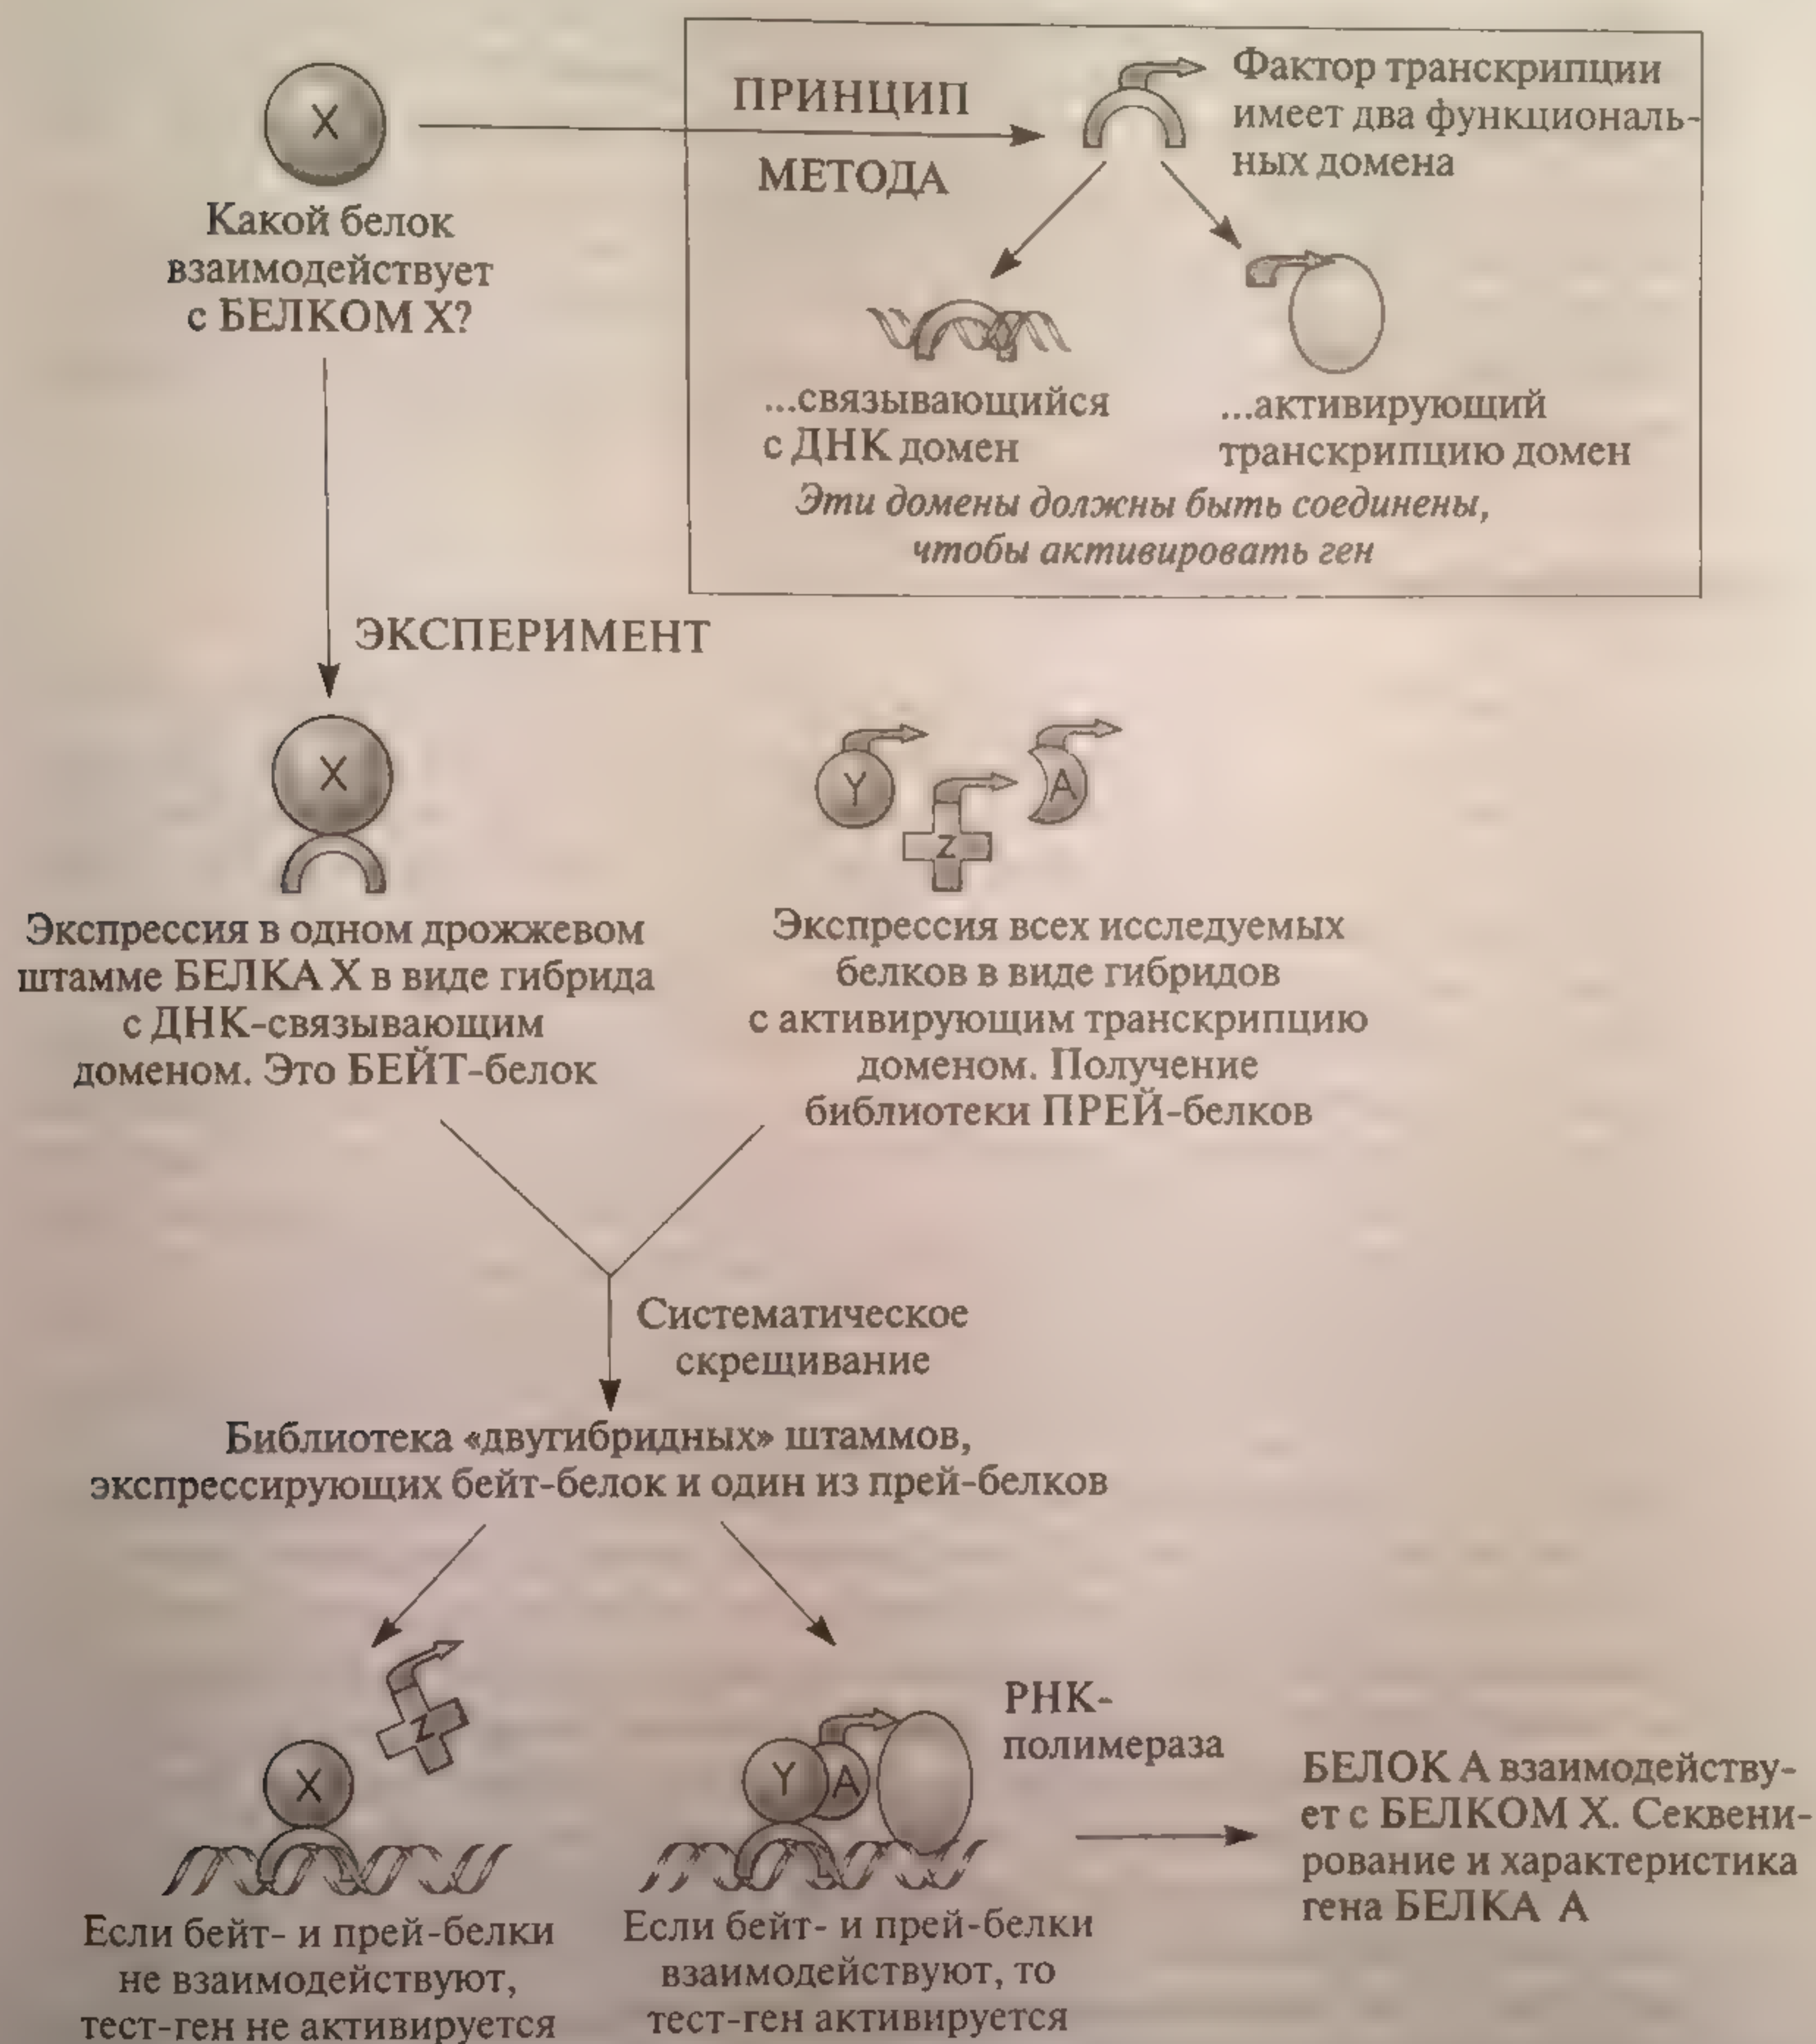 X
Какой белок
взаимодействует
с БЕЛКОМ X?
ПРИНЦИП
МЕТОДА
Фактор транскрипции
имеет два функциональ-
ных домена
...связывающийся
с ДНК домен
...активирующий
транскрипцию домен
Эти домены должны быть соединены,
чтобы активировать ген
ЭКСПЕРИМЕНТ
X
Экспрессия в одном дрожжевом
штамме БЕЛКА X в виде гибрида
с ДНК-связывающим
доменом. Это БЕЙТ-белок
Y
Z
A
Экспрессия всех исследуемых
белков в виде гибридов
с активирующим транскрипцию
доменом. Получение
библиотеки ПРЕЙ-белков
Систематическое
скрещивание
Библиотека «двугибридных» штаммов,
экспрессирующих бейт-белок и один из прей-белков
Z
X
Если бейт- и прей-белки
не взаимодействуют,
тест-ген не активируется
Y
A
РНК-
полимераза
Если бейт- и прей-белки
взаимодействуют, то
тест-ген активируется
БЕЛОК А взаимодейству-
ет с БЕЛКОМ X. Секвени-
рование и характеристика
гена БЕЛКА А